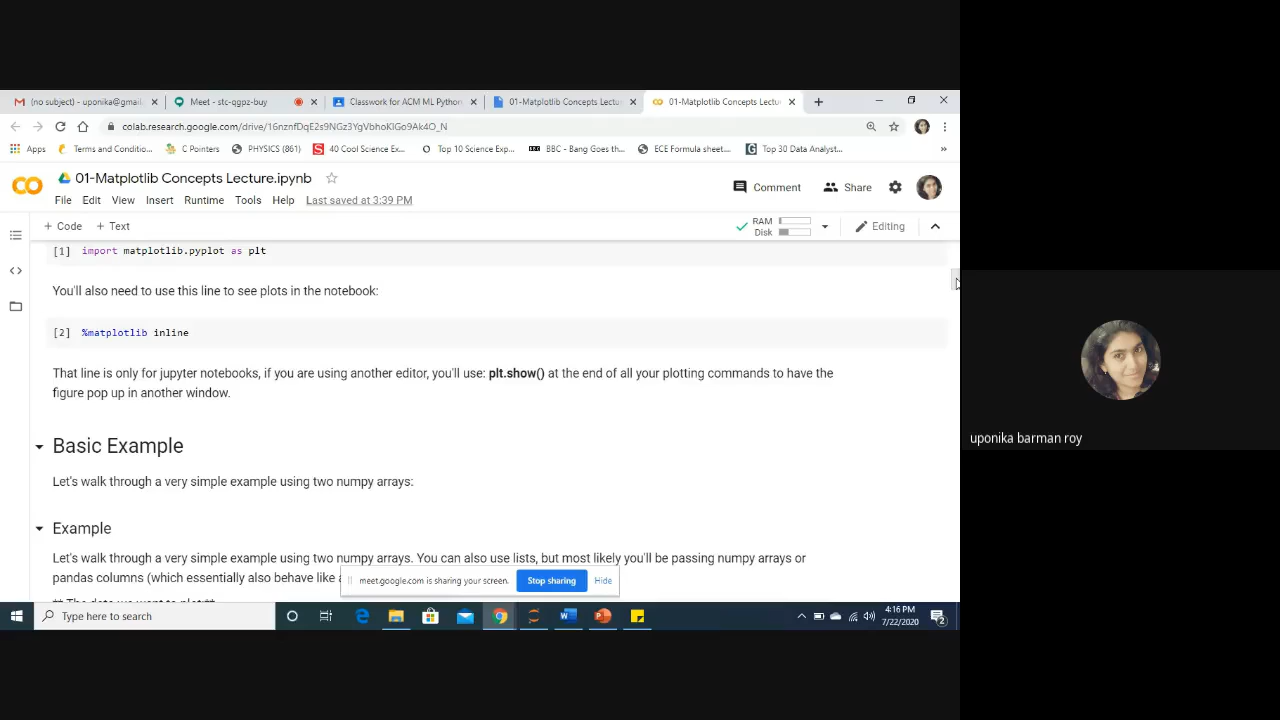 (no subject) - uponika@gmai
Meet - stc-qgpz-buy
Classwork for ACM ML Python
01-Matplotlib Concepts Lectu
01-Matplotlib Concepts Lectu
colab.research.google.com/drive/16nznfDqE2s9NGz3YgVbhoKlGo9Ak4O_N
Apps
Terms and Conditio...
C Pointers
PHYSICS (861)
40 Cool Science Ex...
Top 10 Science Exp...
BBC - Bang Goes th...
ECE Formula sheet...
Top 30 Data Analyst...
»
01-Matplotlib Concepts Lecture.ipynb
Comment
Share
File Edit View Insert Runtime Tools Help Last saved at 3:39 PM
+ Code + Text
RAM
Disk
Editing
[1] import matplotlib.pyplot as plt
You'll also need to use this line to see plots in the notebook:
[2] %matplotlib inline
That line is only for jupyter notebooks, if you are using another editor, you'll use: plt.show() at the end of all your plotting commands to have the
figure pop up in another window.
Basic Example
Let's walk through a very simple example using two numpy arrays:
Example
Let's walk through a very simple example using two numpy arrays. You can also use lists, but most likely you'll be passing numpy arrays or
pandas columns (which essentially also behave like
## The data we want to plot:##
meet.google.com is sharing your screen.
Stop sharing
Hide
Type here to search
4:16 PM
7/22/2020
2
uponika barman roy